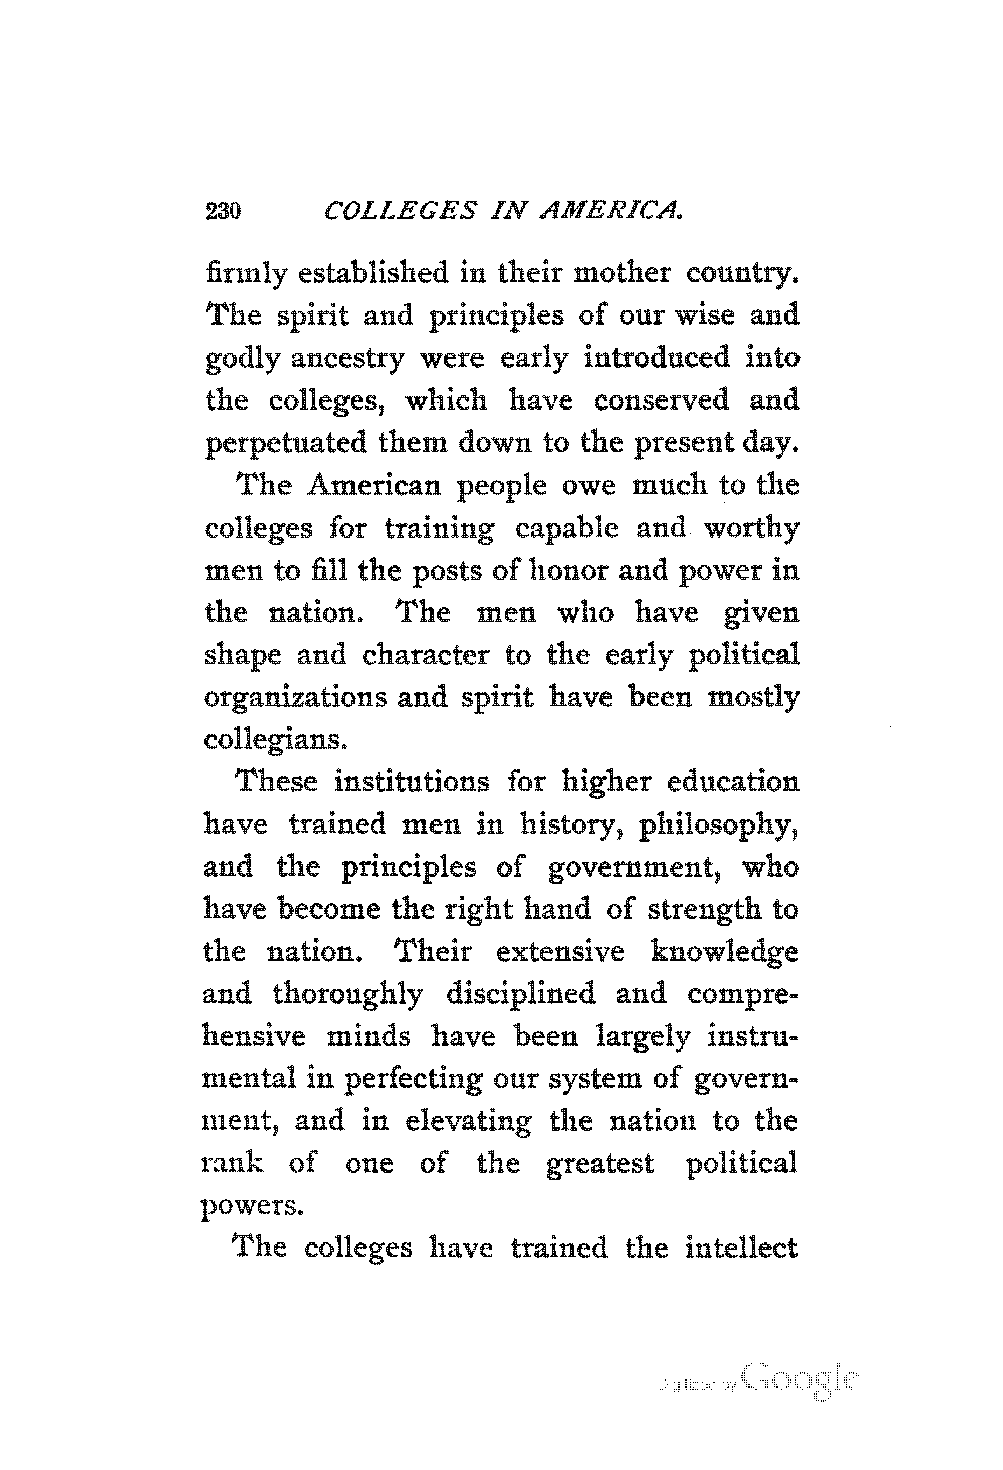 230 COLLEGES IN AMERICA.
firmly established in their mother country.
The spirit and principles of our wise and
godly ancestry were early introduced into
the colleges, which have conserved and
perpetuated them down to the present day.
The American people owe much to the
colleges for training capable and worthy
men to fill the posts of honor and power in
the nation. The men who have given
shape and character to the early political
organizations and spirit have been mostly
collegians.
These institutions for higher education
have trained men in history, philosophy,
and the principles of government, who
have become the right hand of strength to
the nation. Their extensive knowledge
and thoroughly disciplined and compre-
hensive minds have been largely instru-
mental in perfecting our system of govern-
ment, and in elevating the nation to the
rank of one of the greatest political
powers.
The colleges have trained the intellect
Digitized by Google